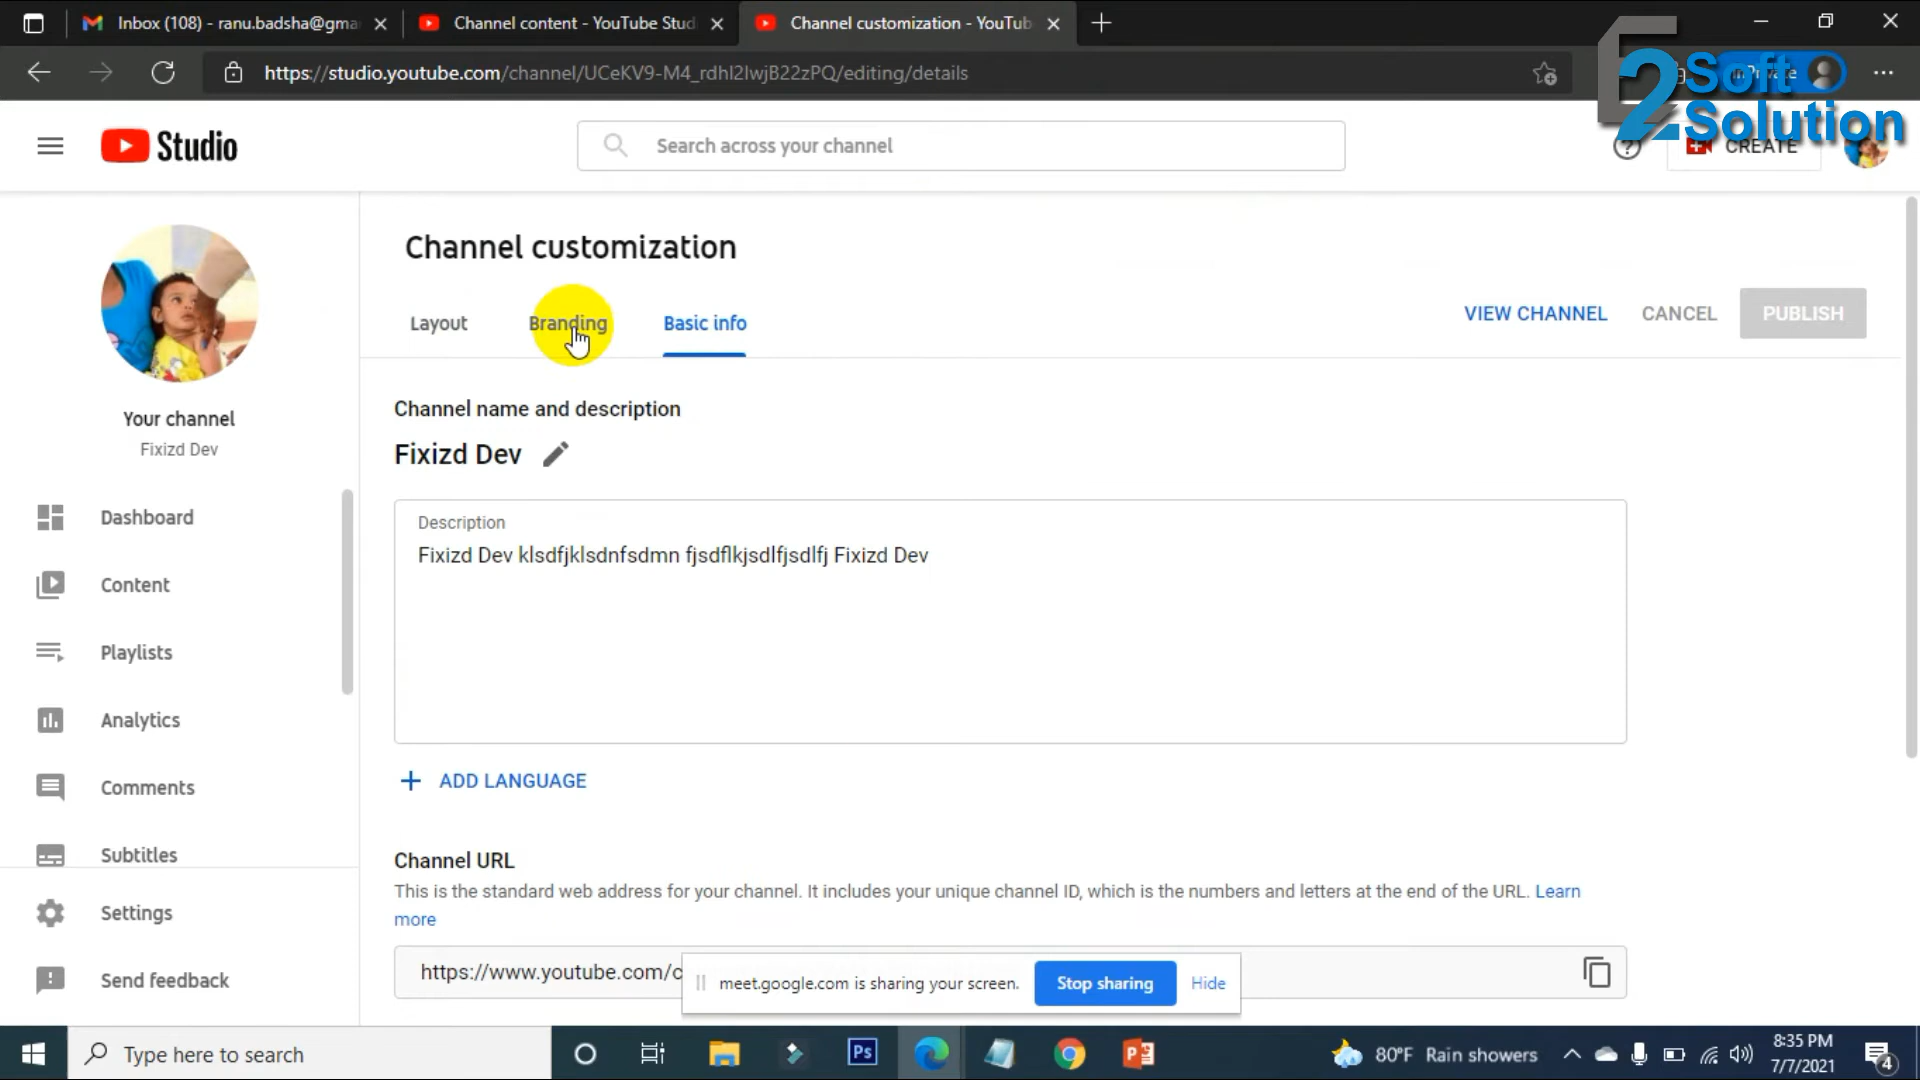 Inbox (108) - ranu.badsha@gma
Channel content - YouTube Stud
Channel customization - YouTub
https://studio.youtube.com/channel/UCeKV9-M4_rdhI2IwjB22zPQ/editing/details
InPrivate
Soft
Solution
Studio
Search across your channel
CREATE
Channel customization
Layout
Branding
Basic info
VIEW CHANNEL
CANCEL
PUBLISH
Your channel
Fixizd Dev
Dashboard
Content
Playlists
Analytics
Comments
Subtitles
Settings
Send feedback
Channel name and description
Fixizd Dev
Description
Fixizd Dev klsdfjklsdnfsdmn fjsdflkjsdlfjsdlfj Fixizd Dev
ADD LANGUAGE
Channel URL
This is the standard web address for your channel. It includes your unique channel ID, which is the numbers and letters at the end of the URL. Learn
more
https://www.youtube.com/c
meet.google.com is sharing your screen.
Stop sharing
Hide
Type here to search
Ps
80°F Rain showers
8:35 PM
7/7/2021
4